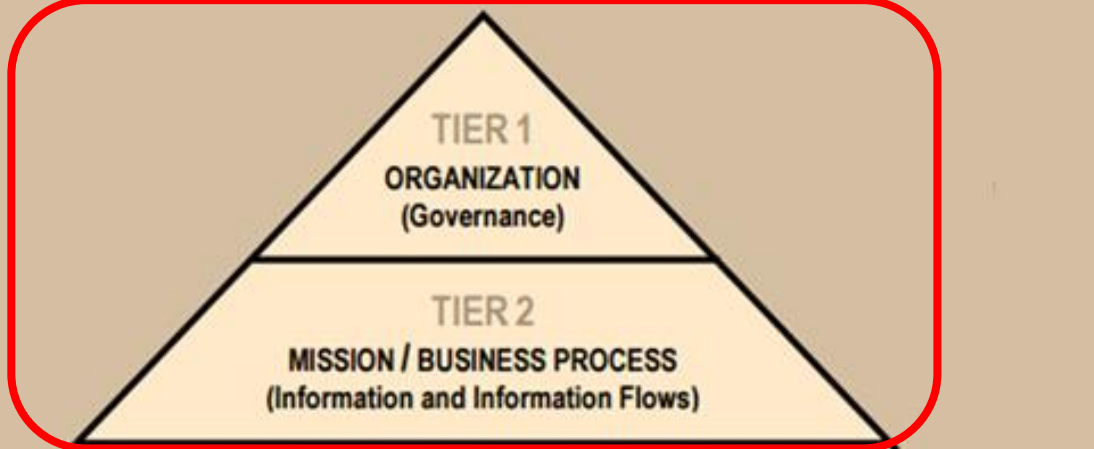 TIER 1
ORGANIZATION
(Governance)
TIER 2
MISSION / BUSINESS PROCESS
(Information and Information Flows)